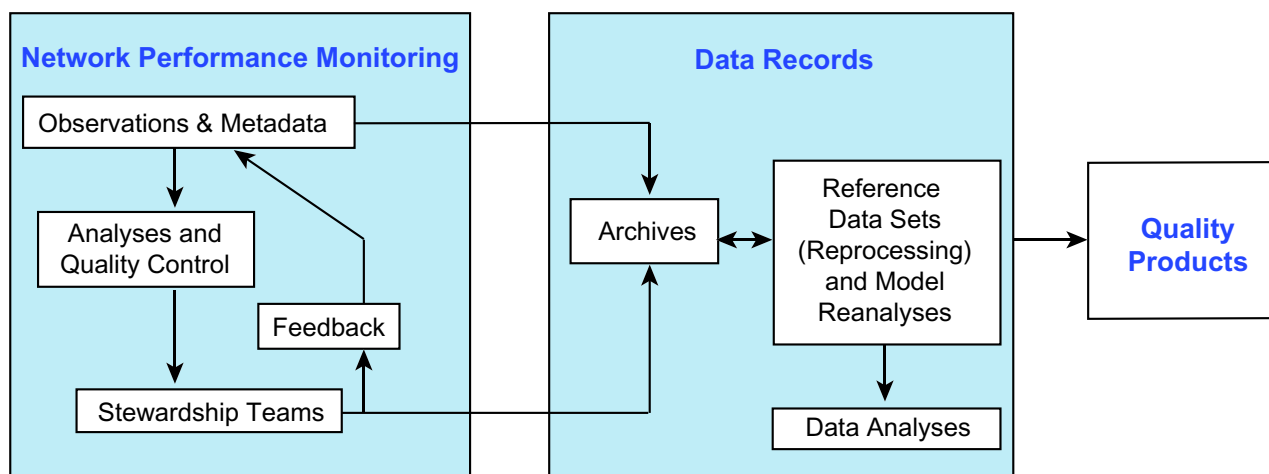 Network Performance Monitoring
Observations & Metadata
Analyses and
Quality Control
Feedback
Stewardship Teams
Data Records
Archives
Reference
Data Sets
(Reprocessing)
and Model
Reanalyses
Data Analyses
Quality
Products